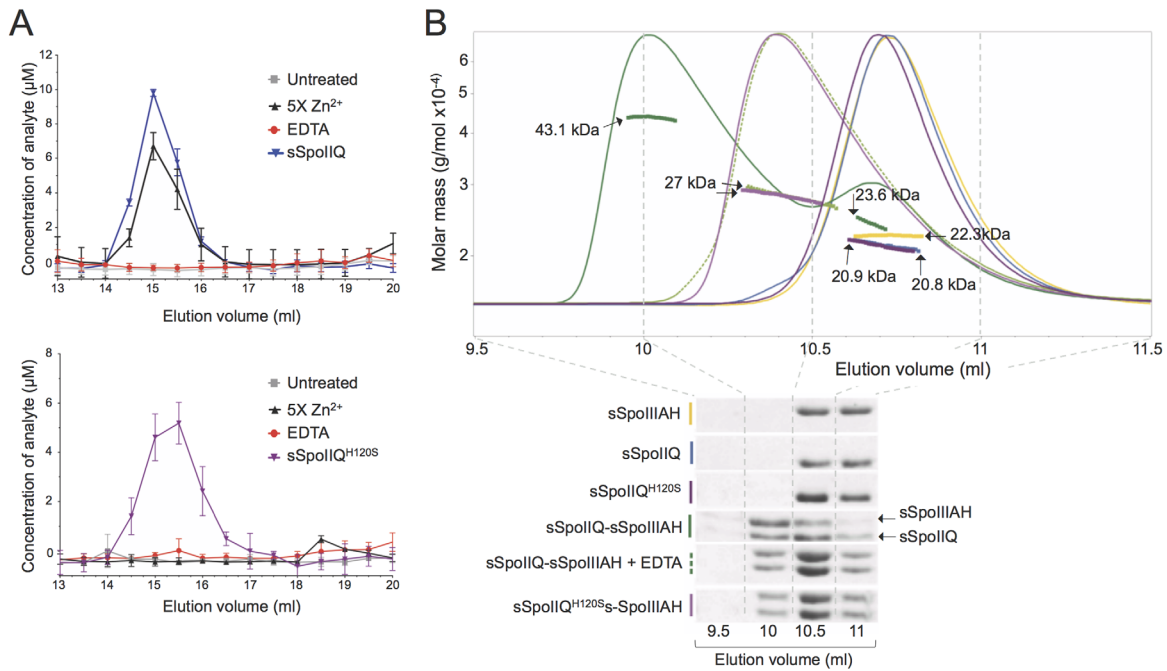 A
Concentration of analyte (µM)
12
10
8
6
4
2
0
Untreated
5X Zn²⁺
EDTA
sSpoIIQ
13 14 15 16 17 18 19 20
Elution volume (ml)
Concentration of analyte (µM)
8
6
4
2
0
Untreated
5X Zn²⁺
EDTA
sSpoIIQᴴ¹²⁰ˢ
13 14 15 16 17 18 19 20
Elution volume (ml)
B
Molar mass (g/mol x10⁻⁴)
6
5
4
3
2
43.1 kDa
27 kDa
23.6 kDa
22.3kDa
20.9 kDa
20.8 kDa
9.5 10 10.5 11 11.5
Elution volume (ml)
sSpoIIIAH
sSpoIIQ
sSpoIIQᴴ¹²⁰ˢ
sSpoIIQ-sSpoIIIAH
sSpoIIQ-sSpoIIIAH + EDTA
sSpoIIQᴴ¹²⁰ˢs-SpoIIIAH
sSpoIIIAH
sSpoIIQ
9.5 10 10.5 11
Elution volume (ml)